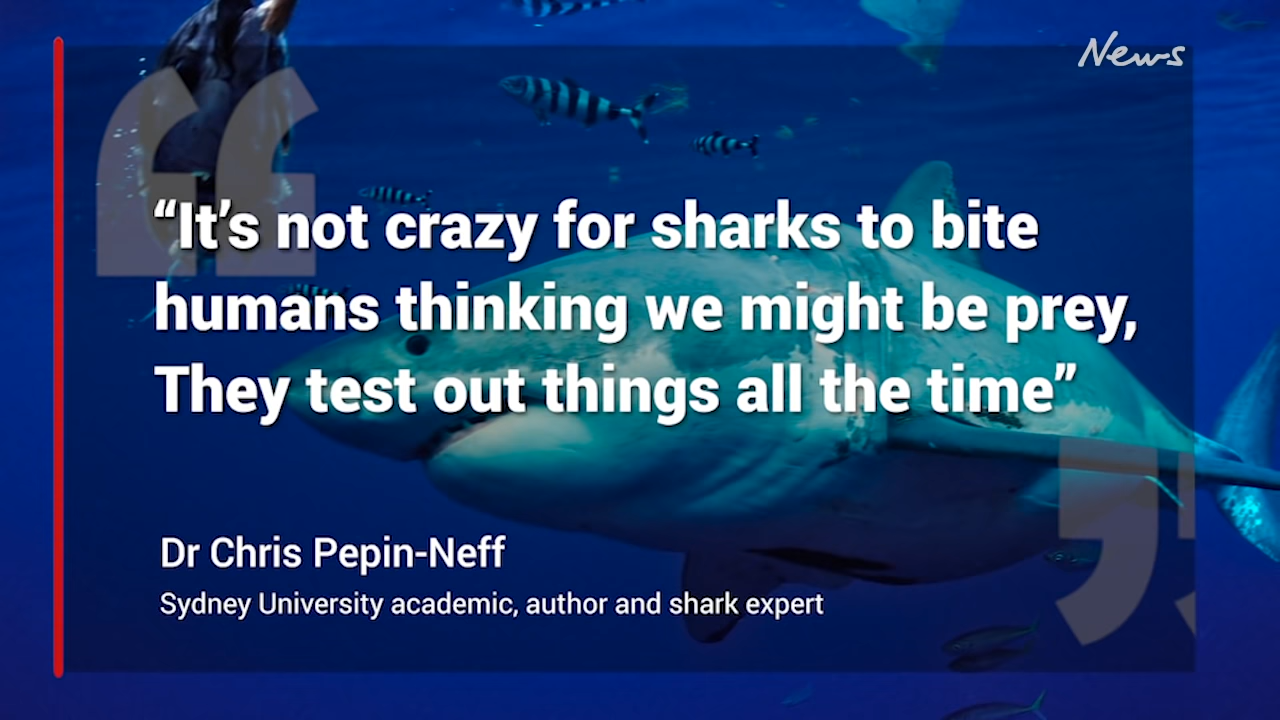 News
“It’s not crazy for sharks to bite
humans thinking we might be prey,
They test out things all the time”
Dr Chris Pepin-Neff
Sydney University academic, author and shark expert